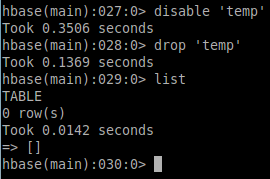 hbase(main):027:0> disable 'temp'
Took 0.3506 seconds
hbase(main):028:0> drop 'temp'
Took 0.1369 seconds
hbase(main):029:0> list
TABLE
0 row(s)
Took 0.0142 seconds
=> []
hbase(main):030:0>